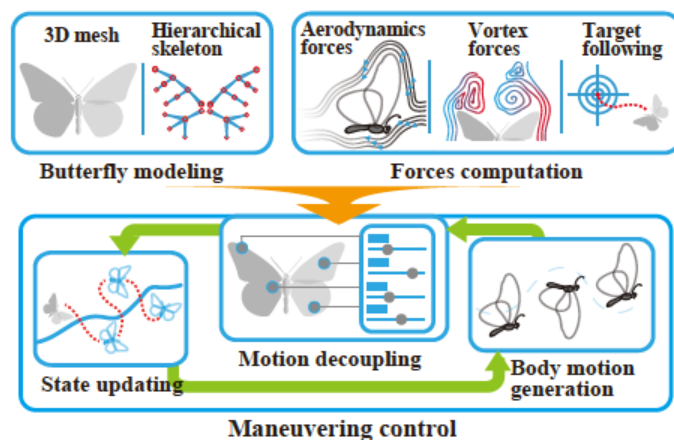 3D mesh
Hierarchical
skeleton
Aerodynamics
forces
Vortex
forces
Target
following
Butterfly modeling
Forces computation
State updating
Motion decoupling
Body motion
generation
Maneuvering control